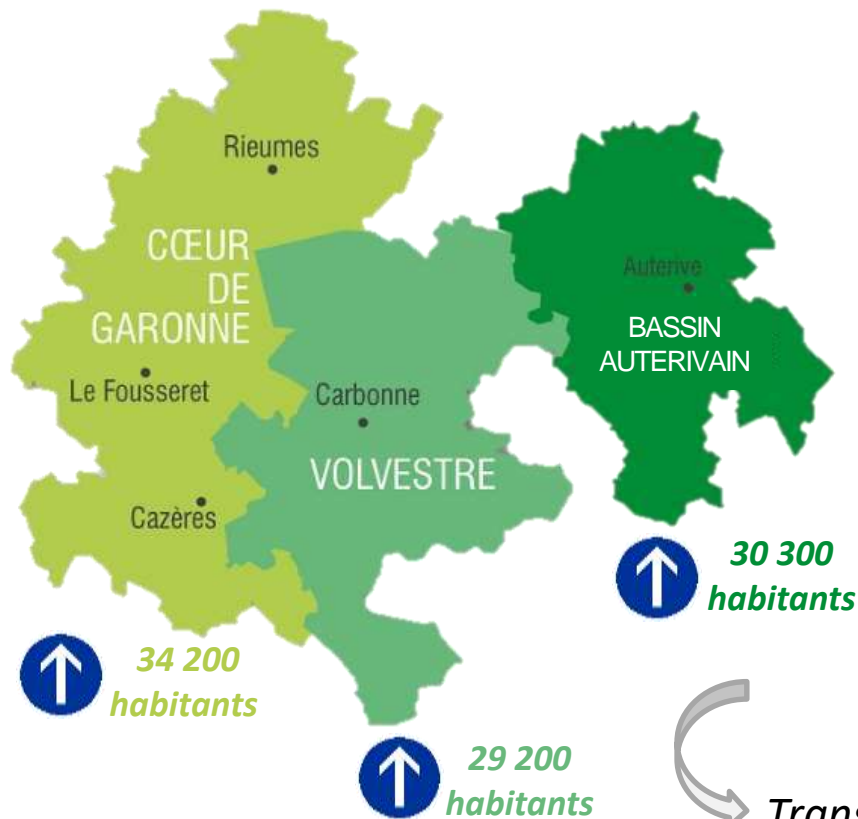 Rieumes
CŒUR
DE
GARONNE
Auterive
BASSIN
AUTERIVAIN
Le Fousseret
Carbonne
VOLVESTRE
Cazères
30 300
habitants
34 200
habitants
29 200
habitants
Trans